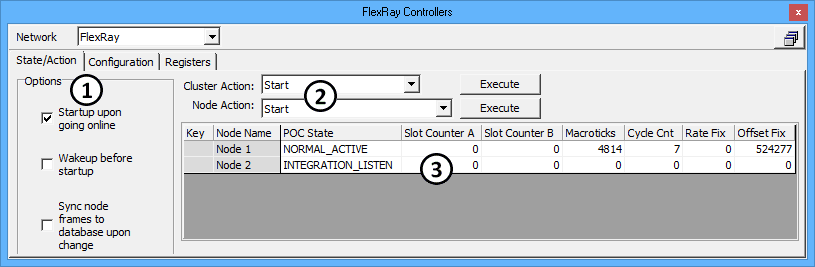 FlexRay Controllers
Network FlexRay
State/Action Configuration Registers
Options
1
Startup upon
going online
Wakeup before
startup
Sync node
frames to
database upon
change
Cluster Action: Start Execute
2
Node Action: Start Execute
Key Node Name POC State Slot Counter A Slot Counter B Macroticks Cycle Cnt Rate Fix Offset Fix
Node 1 NORMAL_ACTIVE 0 0 4814 7 0 524277
Node 2 INTEGRATION_LISTEN 0 0 0 0 0 0
3